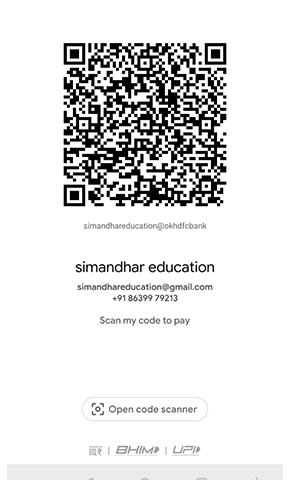 simandhareducation@okhdfcbank
simandhar education
simandhareducation@gmail.com
+91 86399 79213
Scan my code to pay
Open code scanner
BHIM | UPI